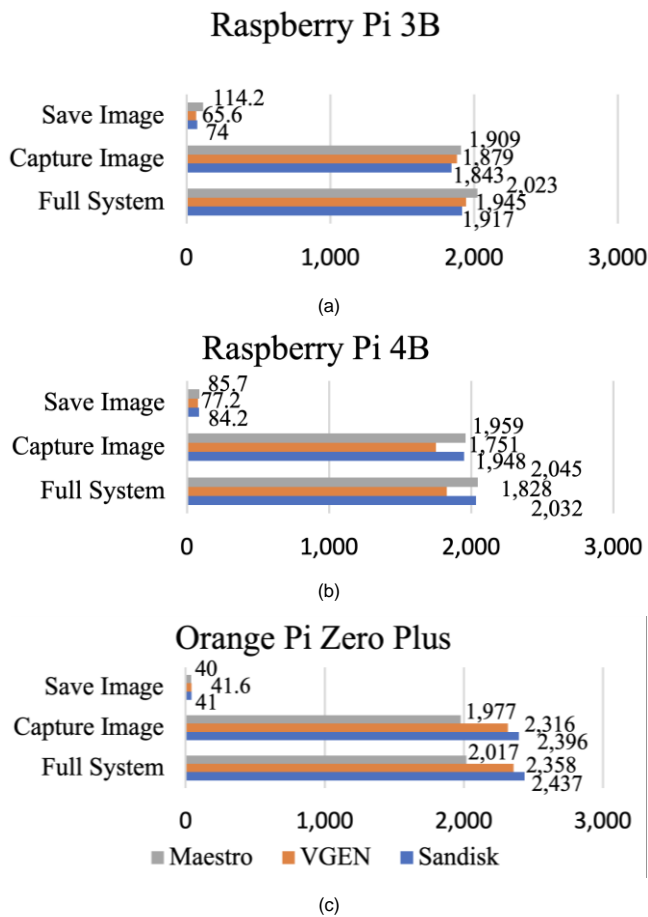 Raspberry Pi 3B
Save Image 114.2
65.6
74
Capture Image 1,909
1,879
1,843
Full System 2,023
1,945
1,917
0 1,000 2,000 3,000
(a)
Raspberry Pi 4B
Save Image 85.7
77.2
84.2
Capture Image 1,959
1,751
1,948
Full System 2,045
1,828
2,032
0 1,000 2,000 3,000
(b)
Orange Pi Zero Plus
Save Image 40
41.6
41
Capture Image 1,977
2,316
2,396
Full System 2,017
2,358
2,437
0 1,000 2,000 3,000
Maestro VGEN Sandisk
(c)